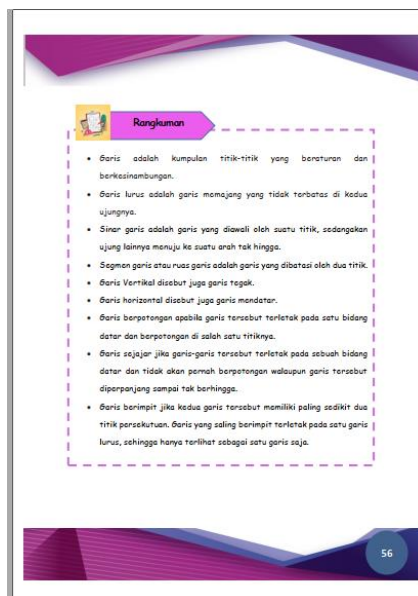 Rangkuman
• Garis adalah kumpulan titik-titik yang beraturan dan
berkesinambungan.
• Garis lurus adalah garis memajang yang tidak terbatas di kedua
ujungnya.
• Sinar garis adalah garis yang diawali oleh suatu titik, sedangakan
ujung lainnya menuju ke suatu arah tak hingga.
• Segmen garis atau ruas garis adalah garis yang dibatasi oleh dua titik.
• Garis Vertikal disebut juga garis tegak.
• Garis horizontal disebut juga garis mendatar.
• Garis berpotongan apabila garis tersebut terletak pada satu bidang
datar dan berpotongan di salah satu titiknya.
• Garis sejajar jika garis-garis tersebut terletak pada sebuah bidang
datar dan tidak akan pernah berpotongan walaupun garis tersebut
diperpanjang sampai tak berhingga.
• Garis berimpit jika kedua garis tersebut memiliki paling sedikit dua
titik persekutuan. Garis yang saling berimpit terletak pada satu garis
lurus, sehingga hanya terlihat sebagai satu garis saja.
56